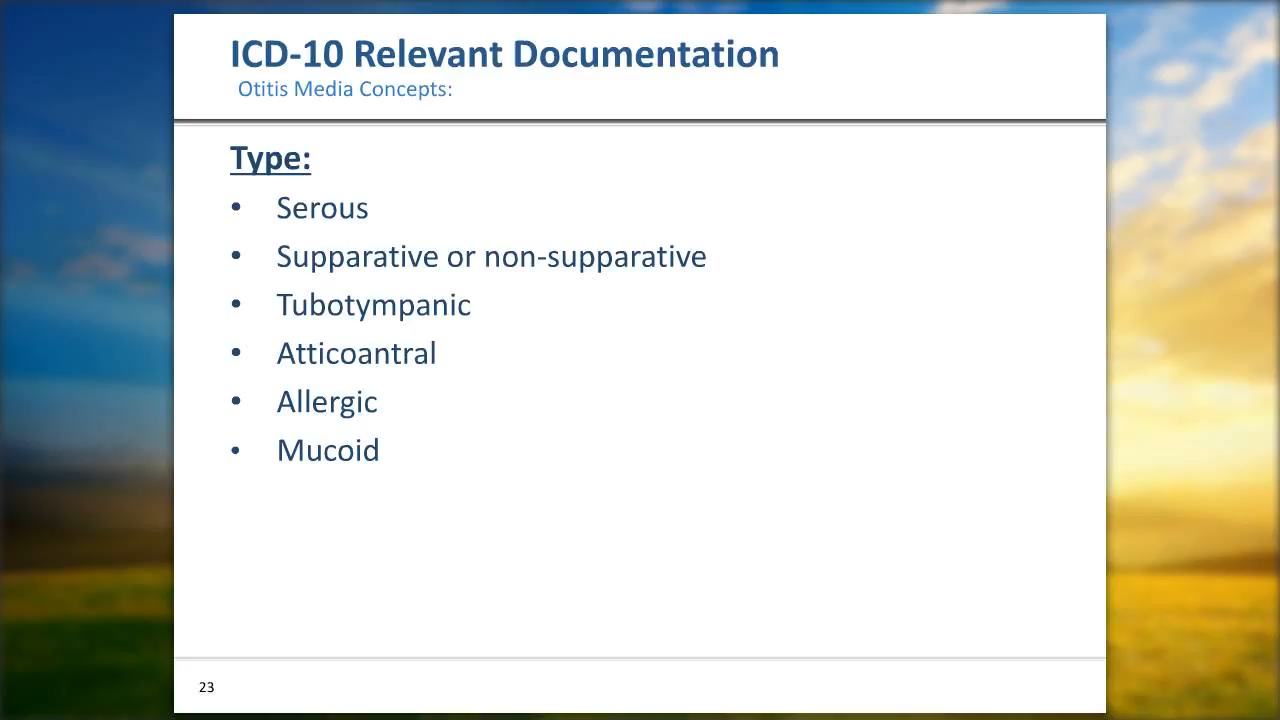 ICD-10 Relevant Documentation
Otitis Media Concepts:
Type:
• Serous
• Supparative or non-supparative
• Tubotympanic
• Atticoantral
• Allergic
• Mucoid
23